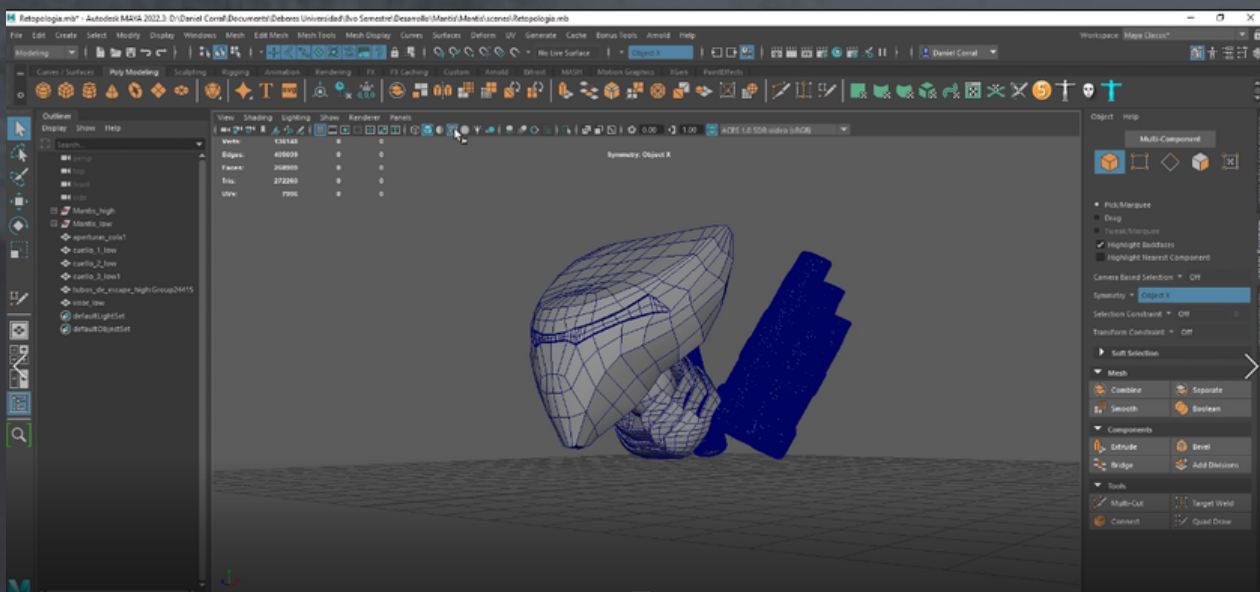 Retopologia.mb* - Autodesk MAYA 2022.3: D:\Daniel Corral\Documents\Deberes Universidad\8vo Semestre\Desarrollo\Mantis\Mantis\scenes\Retopologia.mb
File Edit Create Select Modify Display Windows Mesh Edit Mesh Mesh Tools Mesh Display Curves Surfaces Deform UV Generate Cache Bonus Tools Arnold Help
Workspace: Maya Classic*
Modeling No Live Surface Object X Daniel Corral
Curves / Surfaces Poly Modeling Sculpting Rigging Animation Rendering FX FX Caching Custom Arnold Bifrost MASH Motion Graphics XGen PaintEffects
Outliner
Display Show Help
Search...
persp
top
front
side
Mantis_high
Mantis_low
aperturas_cola1
cuello_1_low
cuello_2_low
cuello_3_low1
tubos_de_escape_high:Group24415
visor_low
defaultLightSet
defaultObjectSet
View Shading Lighting Show Renderer Panels
0.00 1.00 ACES 1.0 SDR-video (sRGB)
Verts: 0 0
Edges: 0 0
Faces: 0 0
Tris: 272260 0 0
UVs: 0 0
Symmetry: Object X
Object Help
Multi-Component
Pick/Marquee
Drag
Tweak/Marquee
Highlight Backfaces
Highlight Nearest Component
Camera Based Selection Off
Symmetry Object X
Selection Constraint Off
Transform Constraint Off
Soft Selection
Mesh
Combine Separate
Smooth Boolean
Components
Extrude Bevel
Bridge Add Divisions
Tools
Multi-Cut Target Weld
Connect Quad Draw